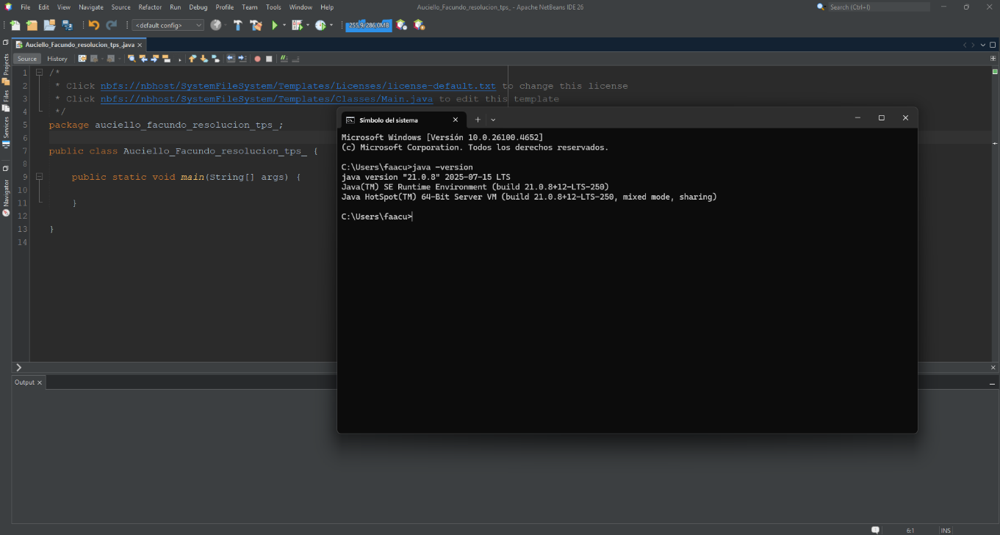 File Edit View Navigate Source Refactor Run Debug Profile Team Tools Window Help
Auciello_Facundo_resolucion_tps_ - Apache NetBeans IDE 26
Search (Ctrl+I)
<default config>
255,9/286,0MB
Auciello_Facundo_resolucion_tps_.java
Source History
Projects
Files
Services
Navigator
1 /*
2 * Click nbfs://nbhost/SystemFileSystem/Templates/Licenses/license-default.txt to change this license
3 * Click nbfs://nbhost/SystemFileSystem/Templates/Classes/Main.java to edit this template
4 */
5 package auciello_facundo_resolucion_tps_;
6
7 public class Auciello_Facundo_resolucion_tps_ {
8
9 public static void main(String[] args) {
10
11 }
12
13 }
14
Símbolo del sistema
Microsoft Windows [Versión 10.0.26100.4652]
(c) Microsoft Corporation. Todos los derechos reservados.
C:\Users\faacu>java -version
java version "21.0.8" 2025-07-15 LTS
Java(TM) SE Runtime Environment (build 21.0.8+12-LTS-250)
Java HotSpot(TM) 64-Bit Server VM (build 21.0.8+12-LTS-250, mixed mode, sharing)
C:\Users\faacu>
Output
6:1 INS